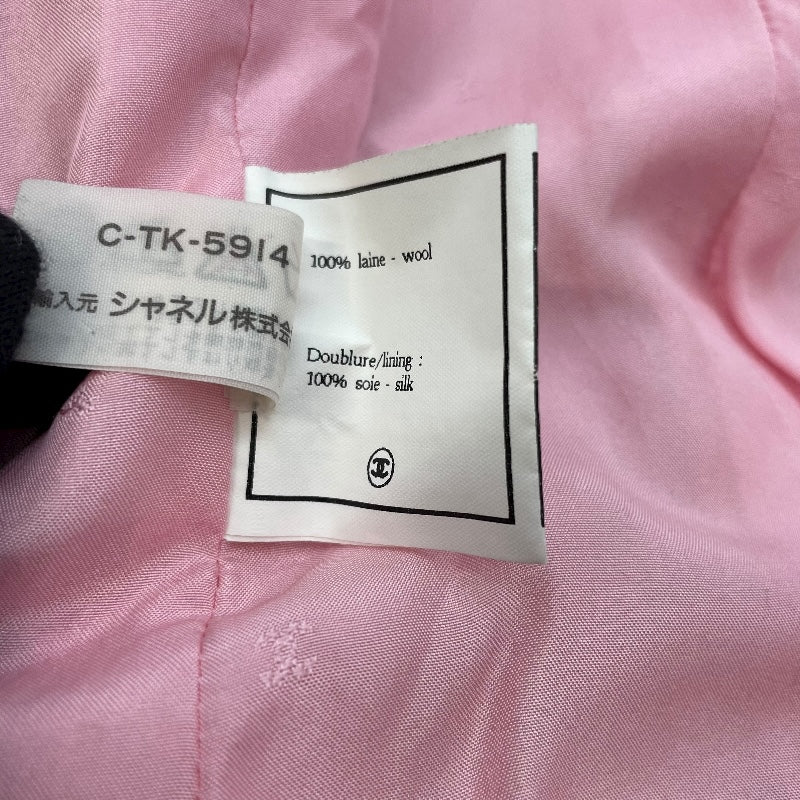 C-TK-5914
輸入元 シャネル 株式会
100% laine - wool
Doublure/lining :
100% soie - silk